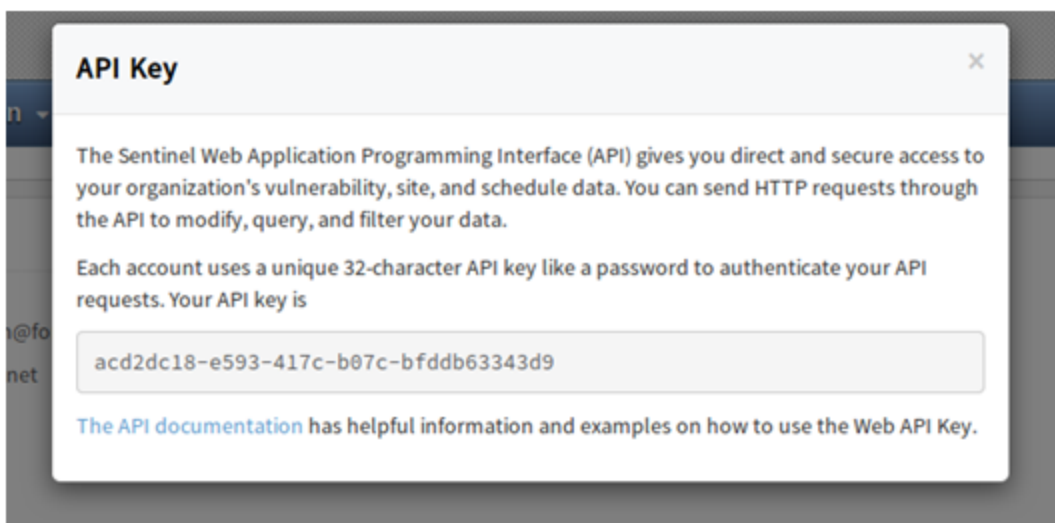 API Key
×
n
The Sentinel Web Application Programming Interface (API) gives you direct and secure access to
your organization's vulnerability, site, and schedule data. You can send HTTP requests through
the API to modify, query, and filter your data.
Each account uses a unique 32-character API key like a password to authenticate your API
requests. Your API key is
@fo
acd2dc18-e593-417c-b07c-bfddb63343d9
net
The API documentation has helpful information and examples on how to use the Web API Key.